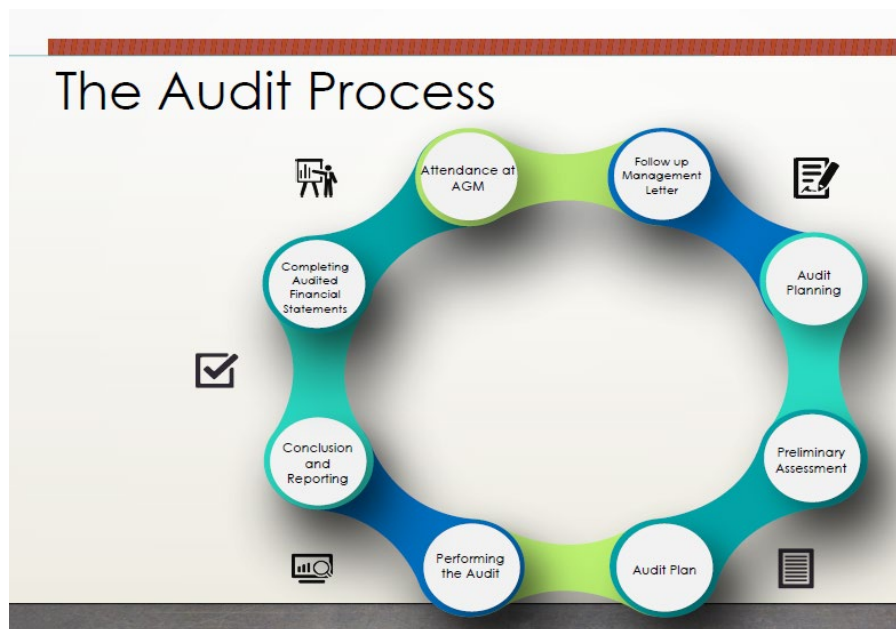 The Audit Process
Attendance at
AGM
Follow up
Management
Letter
Audit
Planning
Preliminary
Assessment
Audit Plan
Performing
the Audit
Conclusion
and
Reporting
Completing
Audited
Financial
Statements